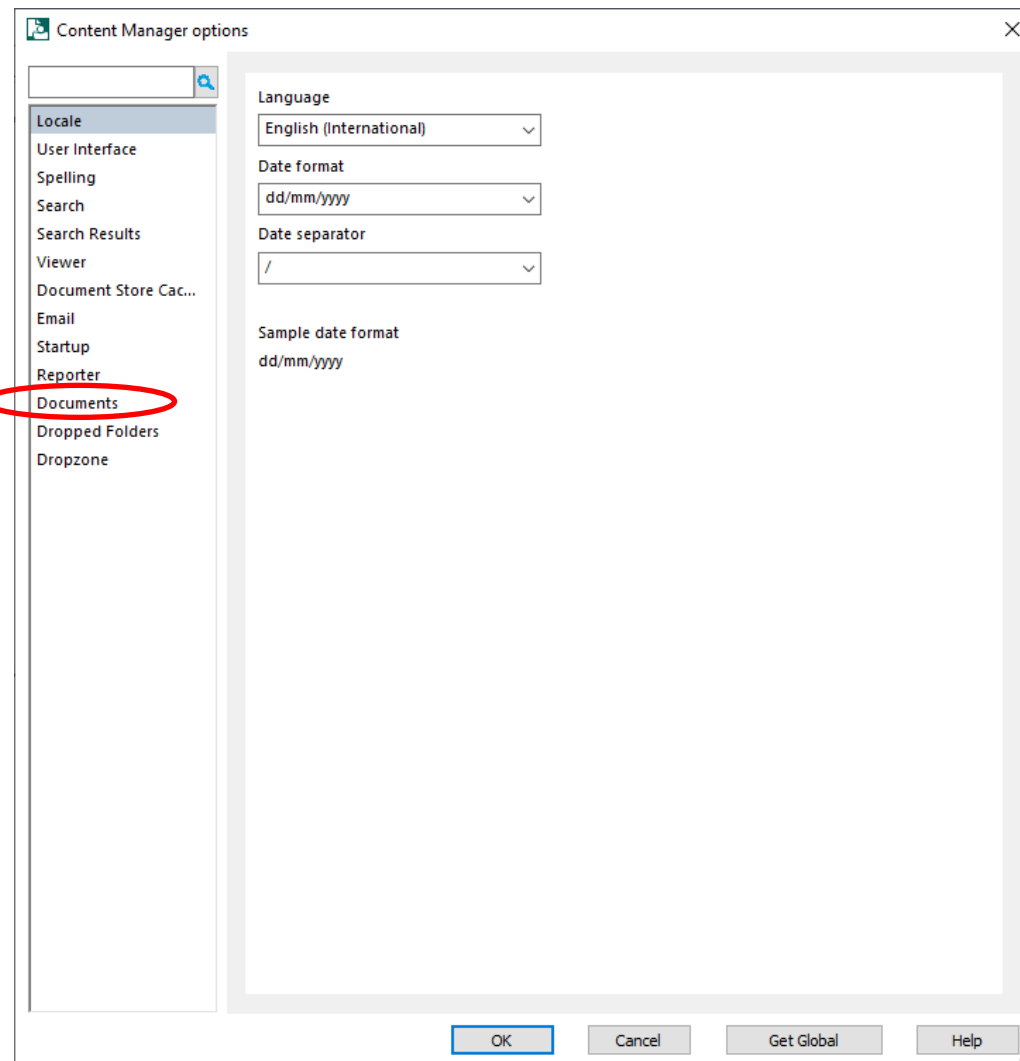 Content Manager options
Locale
User Interface
Spelling
Search
Search Results
Viewer
Document Store Cac...
Email
Startup
Reporter
Documents
Dropped Folders
Dropzone
Language
English (International)
Date format
dd/mm/yyyy
Date separator
/
Sample date format
dd/mm/yyyy
OK
Cancel
Get Global
Help